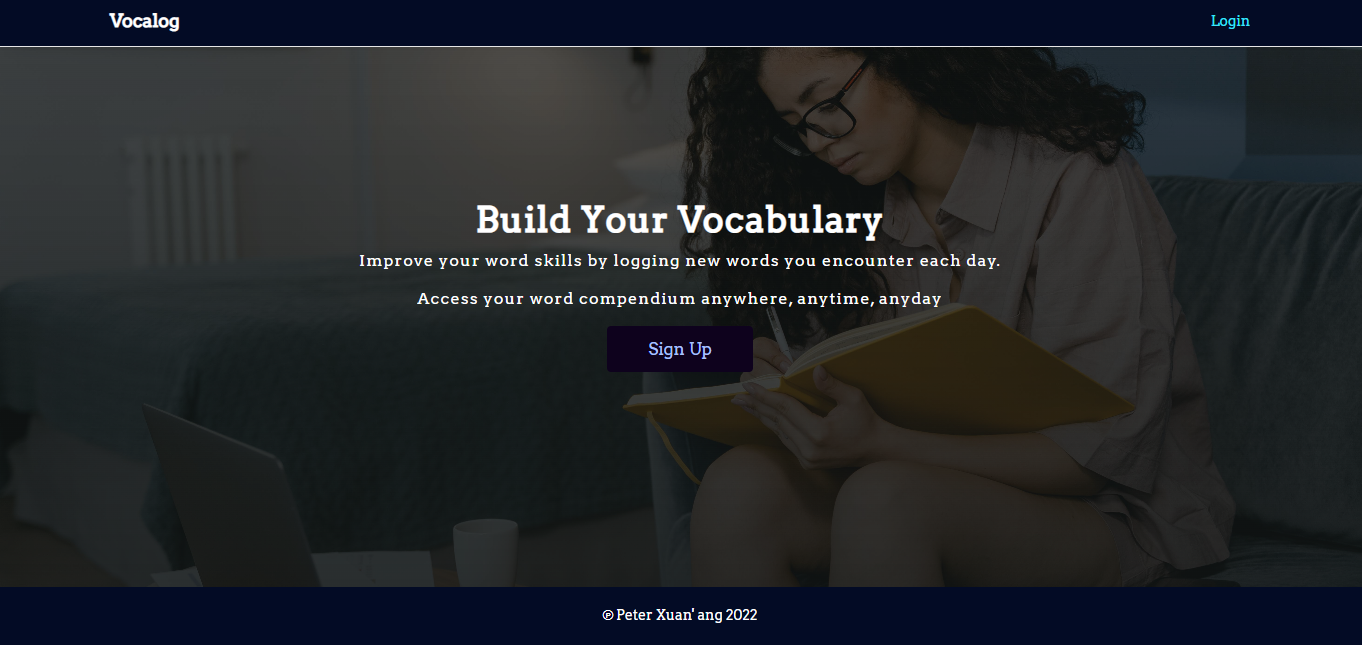 Vocalog
Login
Build Your Vocabulary
Improve your word skills by logging new words you encounter each day.
Access your word compendium anywhere, anytime, anyday
Sign Up
℗ Peter Xuan' ang 2022